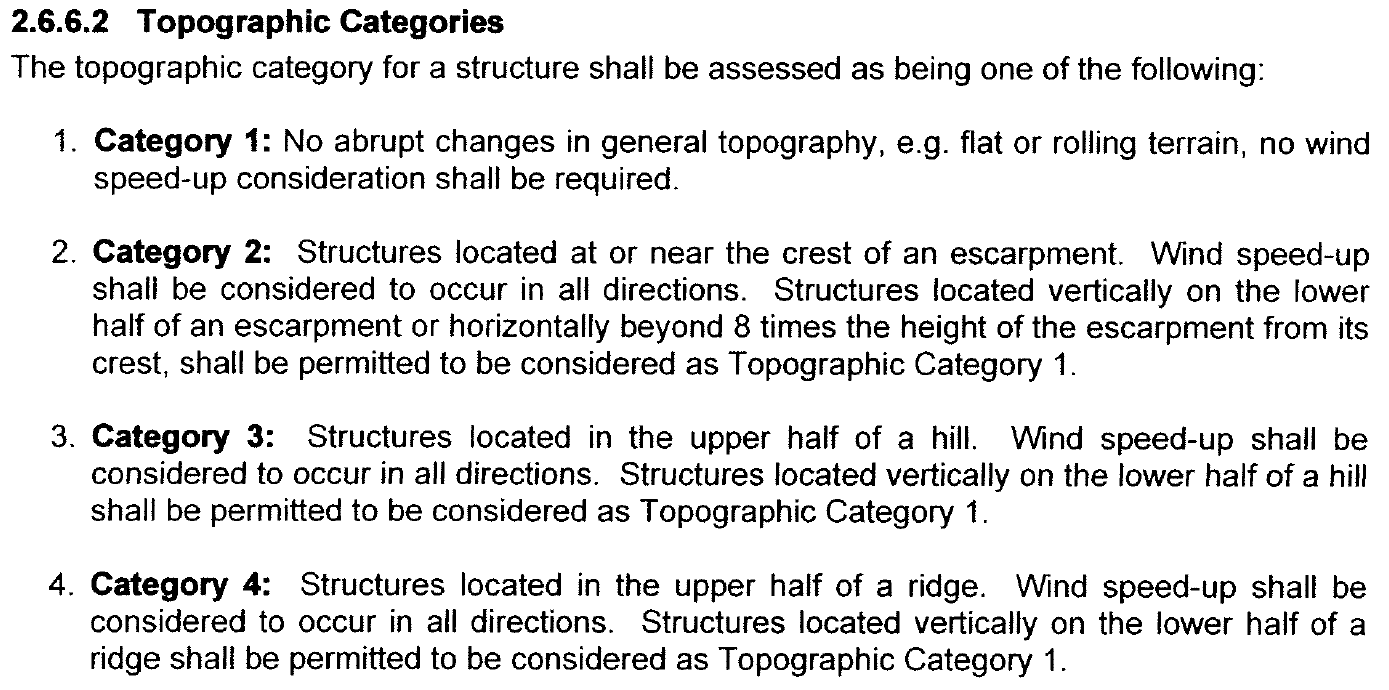 2.6.6.2 Topographic Categories
The topographic category for a structure shall be assessed as being one of the following:
1. Category 1: No abrupt changes in general topography, e.g. flat or rolling terrain, no wind
speed-up consideration shall be required.
2. Category 2: Structures located at or near the crest of an escarpment. Wind speed-up
shall be considered to occur in all directions. Structures located vertically on the lower
half of an escarpment or horizontally beyond 8 times the height of the escarpment from its
crest, shall be permitted to be considered as Topographic Category 1.
3. Category 3: Structures located in the upper half of a hill. Wind speed-up shall be
considered to occur in all directions. Structures located vertically on the lower half of a hill
shall be permitted to be considered as Topographic Category 1.
4. Category 4: Structures located in the upper half of a ridge. Wind speed-up shall be
considered to occur in all directions. Structures located vertically on the lower half of a
ridge shall be permitted to be considered as Topographic Category 1.